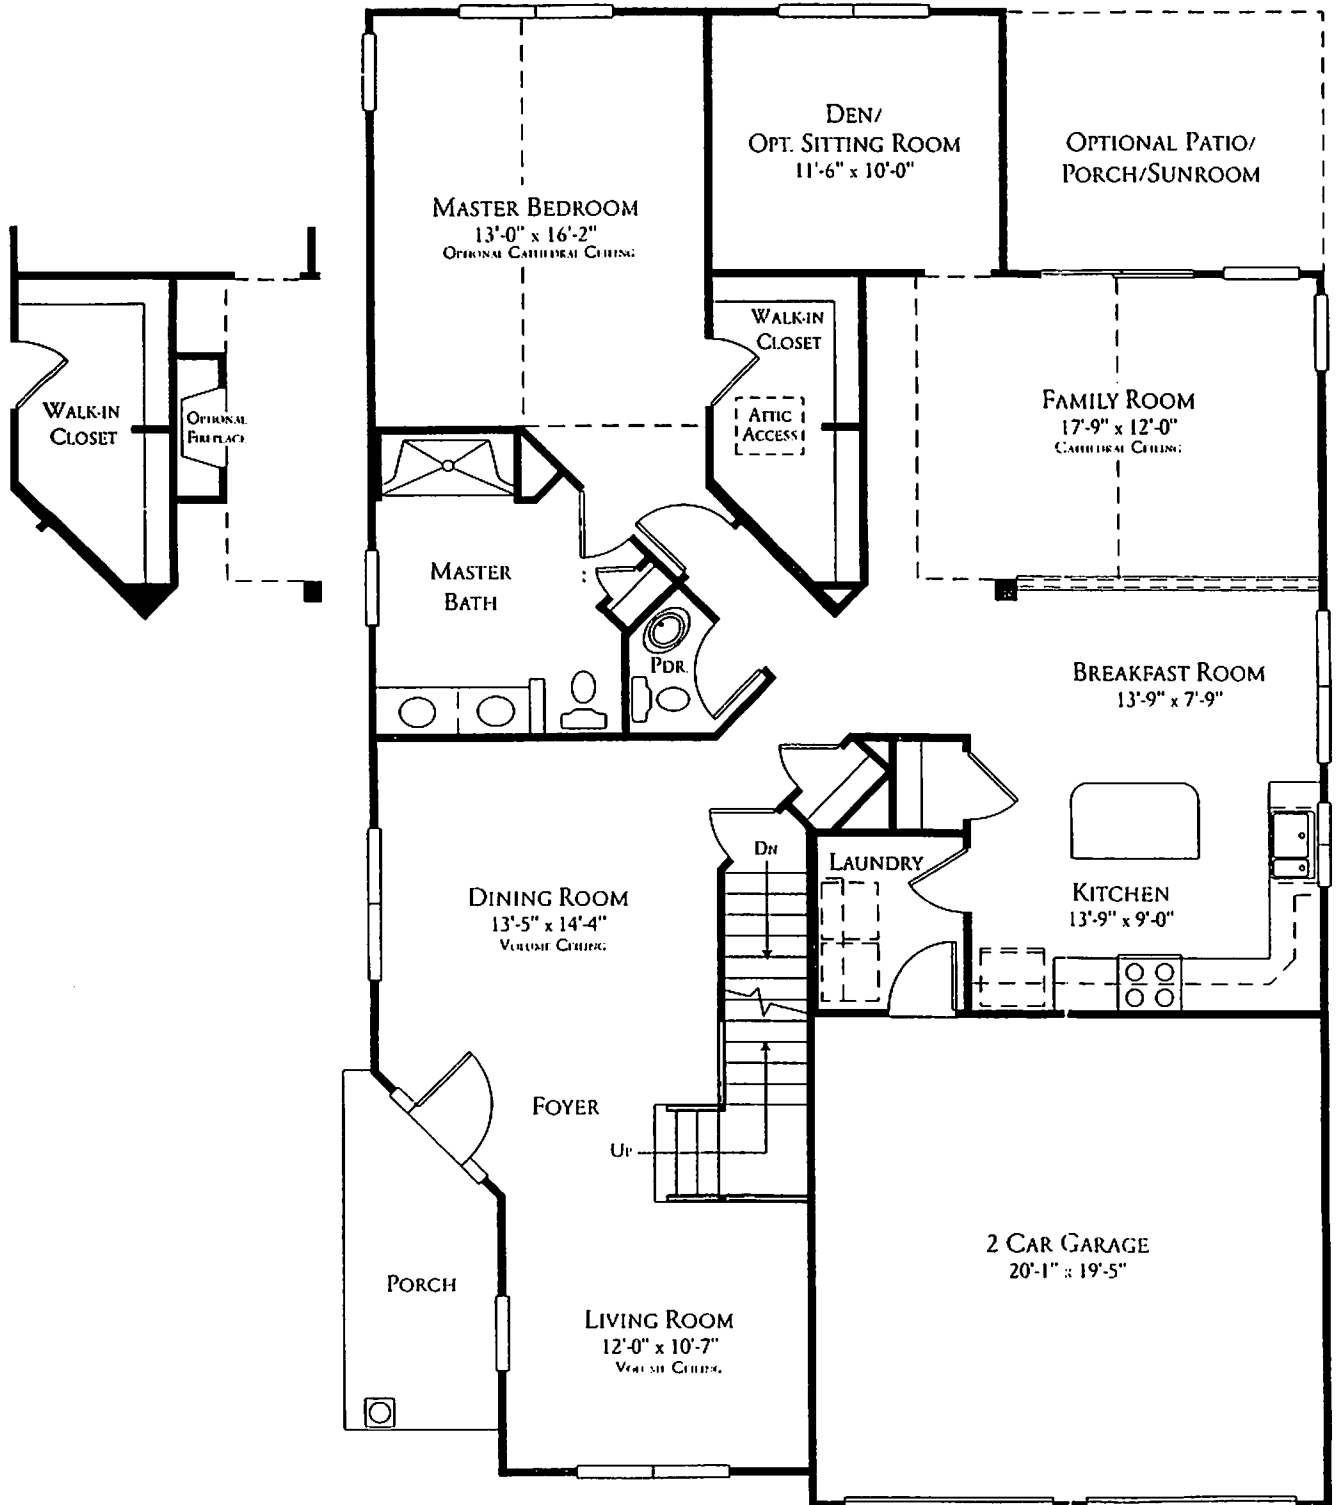 DEN/
OPT. SITTING ROOM
11'-6" x 10'-0"
OPTIONAL PATIO/
PORCH/SUNROOM
MASTER BEDROOM
13'-0" x 16'-2"
OPTIONAL CATHEDRAL CEILING
WALK-IN
CLOSET
ATTIC
ACCESS
WALK-IN
CLOSET
OPTIONAL
FIREPLACE
FAMILY ROOM
17'-9" x 12'-0"
CATHEDRAL CEILING
MASTER
BATH
PDR.
BREAKFAST ROOM
13'-9" x 7'-9"
DN
LAUNDRY
KITCHEN
13'-9" x 9'-0"
DINING ROOM
13'-5" x 14'-4"
VOLUME CEILING
FOYER
UP
2 CAR GARAGE
20'-1" x 19'-5"
PORCH
LIVING ROOM
12'-0" x 10'-7"
VOLUME CEILING